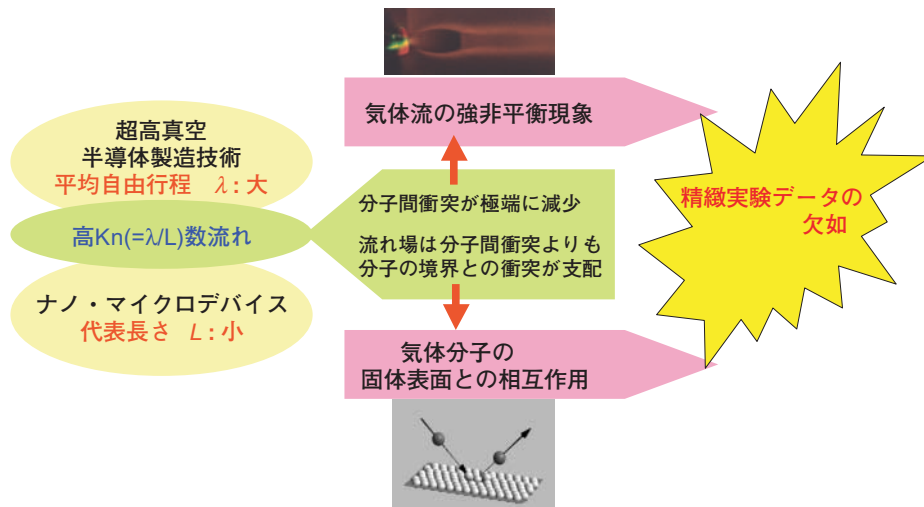 気体流の強非平衡現象
超高真空
半導体製造技術
平均自由行程 λ:大
高Kn(=λ/L)数流れ
ナノ・マイクロデバイス
代表長さ L:小
分子間衝突が極端に減少
流れ場は分子間衝突よりも
分子の境界との衝突が支配
気体分子の
固体表面との相互作用
精緻実験データの
欠如